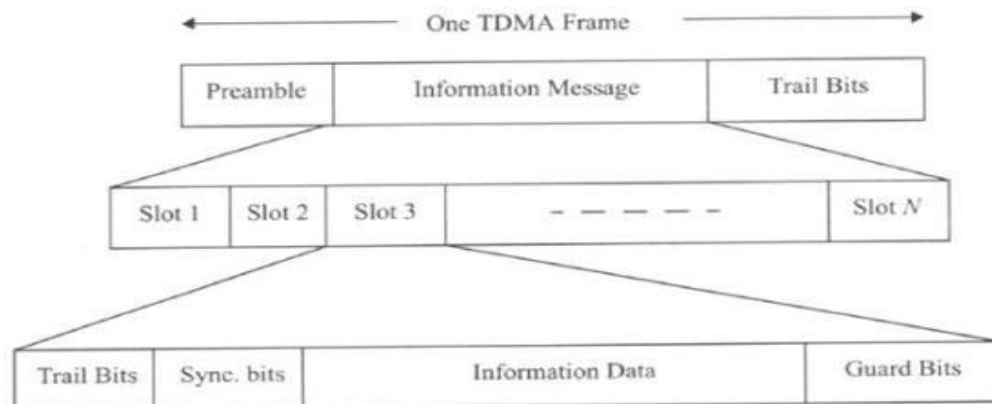 One TDMA Frame
Preamble Information Message Trail Bits
Slot 1 Slot 2 Slot 3 Slot N
Trail Bits Sync. bits Information Data Guard Bits